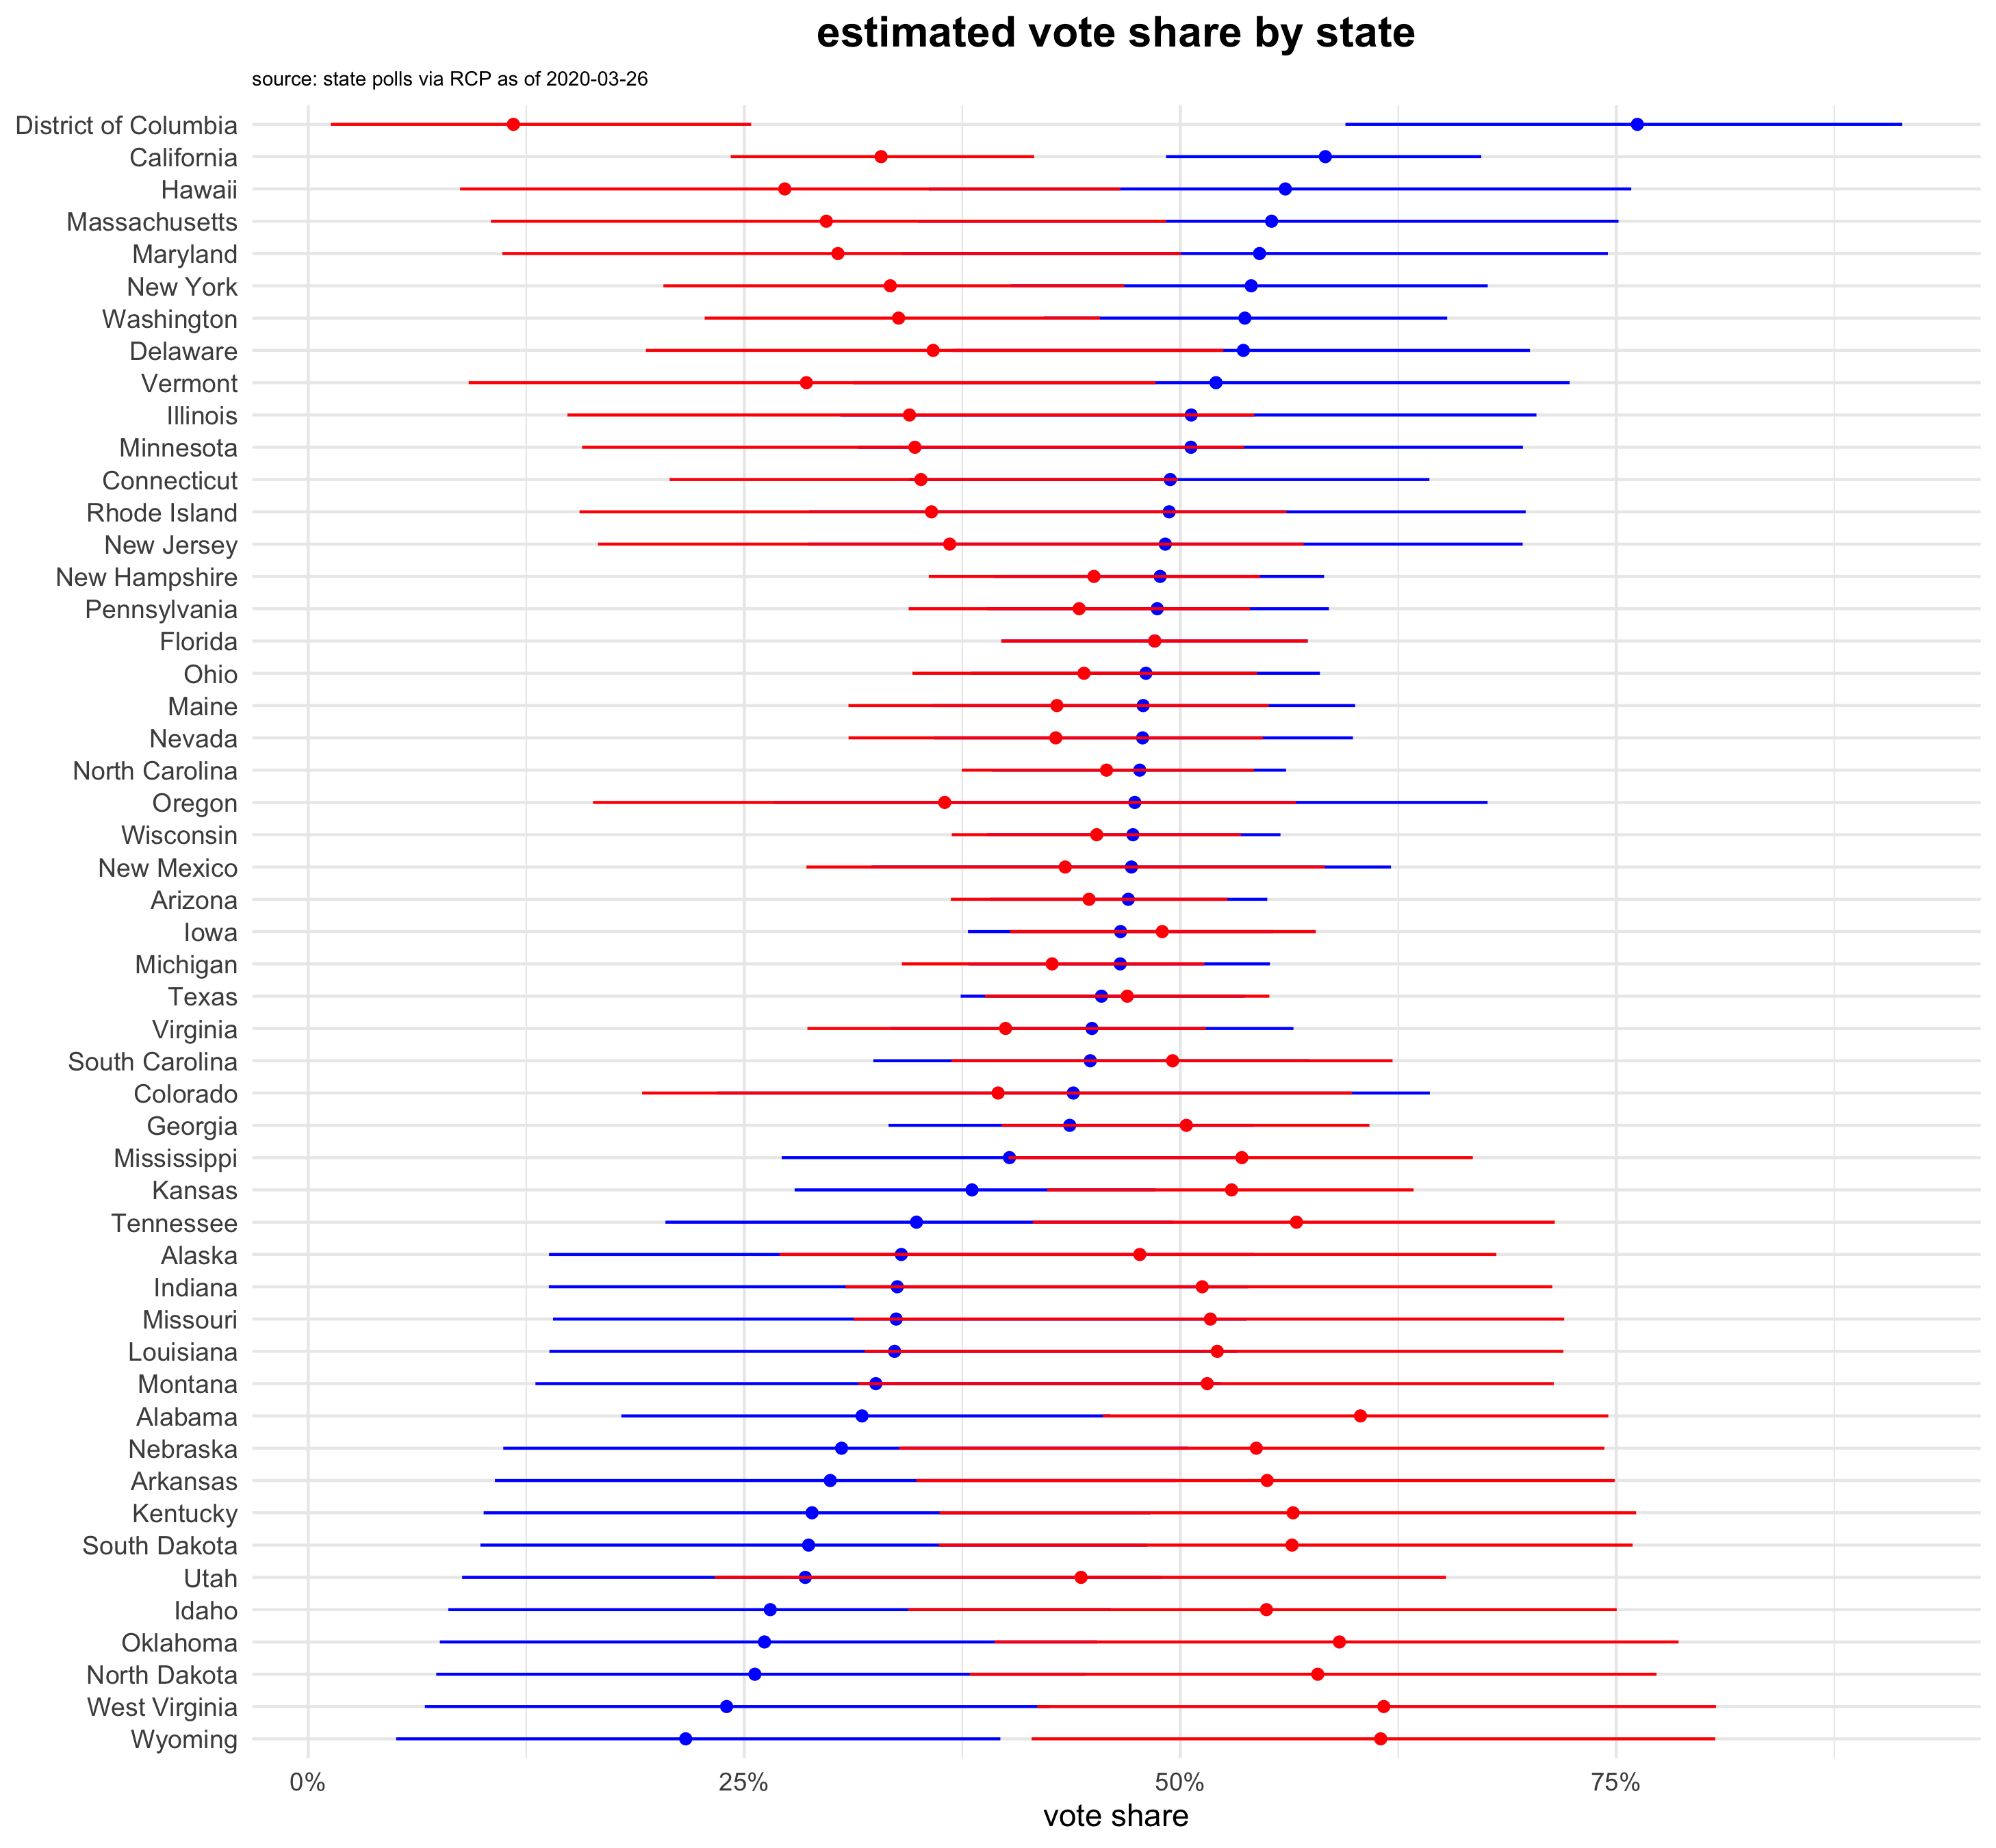 estimated vote share by state
source: state polls via RCP as of 2020-03-26
District of Columbia
California
Hawaii
Massachusetts
Maryland
New York
Washington
Delaware
Vermont
Illinois
Minnesota
Connecticut
Rhode Island
New Jersey
New Hampshire
Pennsylvania
Florida
Ohio
Maine
Nevada
North Carolina
Oregon
Wisconsin
New Mexico
Arizona
Iowa
Michigan
Texas
Virginia
South Carolina
Colorado
Georgia
Mississippi
Kansas
Tennessee
Alaska
Indiana
Missouri
Louisiana
Montana
Alabama
Nebraska
Arkansas
Kentucky
South Dakota
Utah
Idaho
Oklahoma
North Dakota
West Virginia
Wyoming
0% 25% 50% 75%
vote share